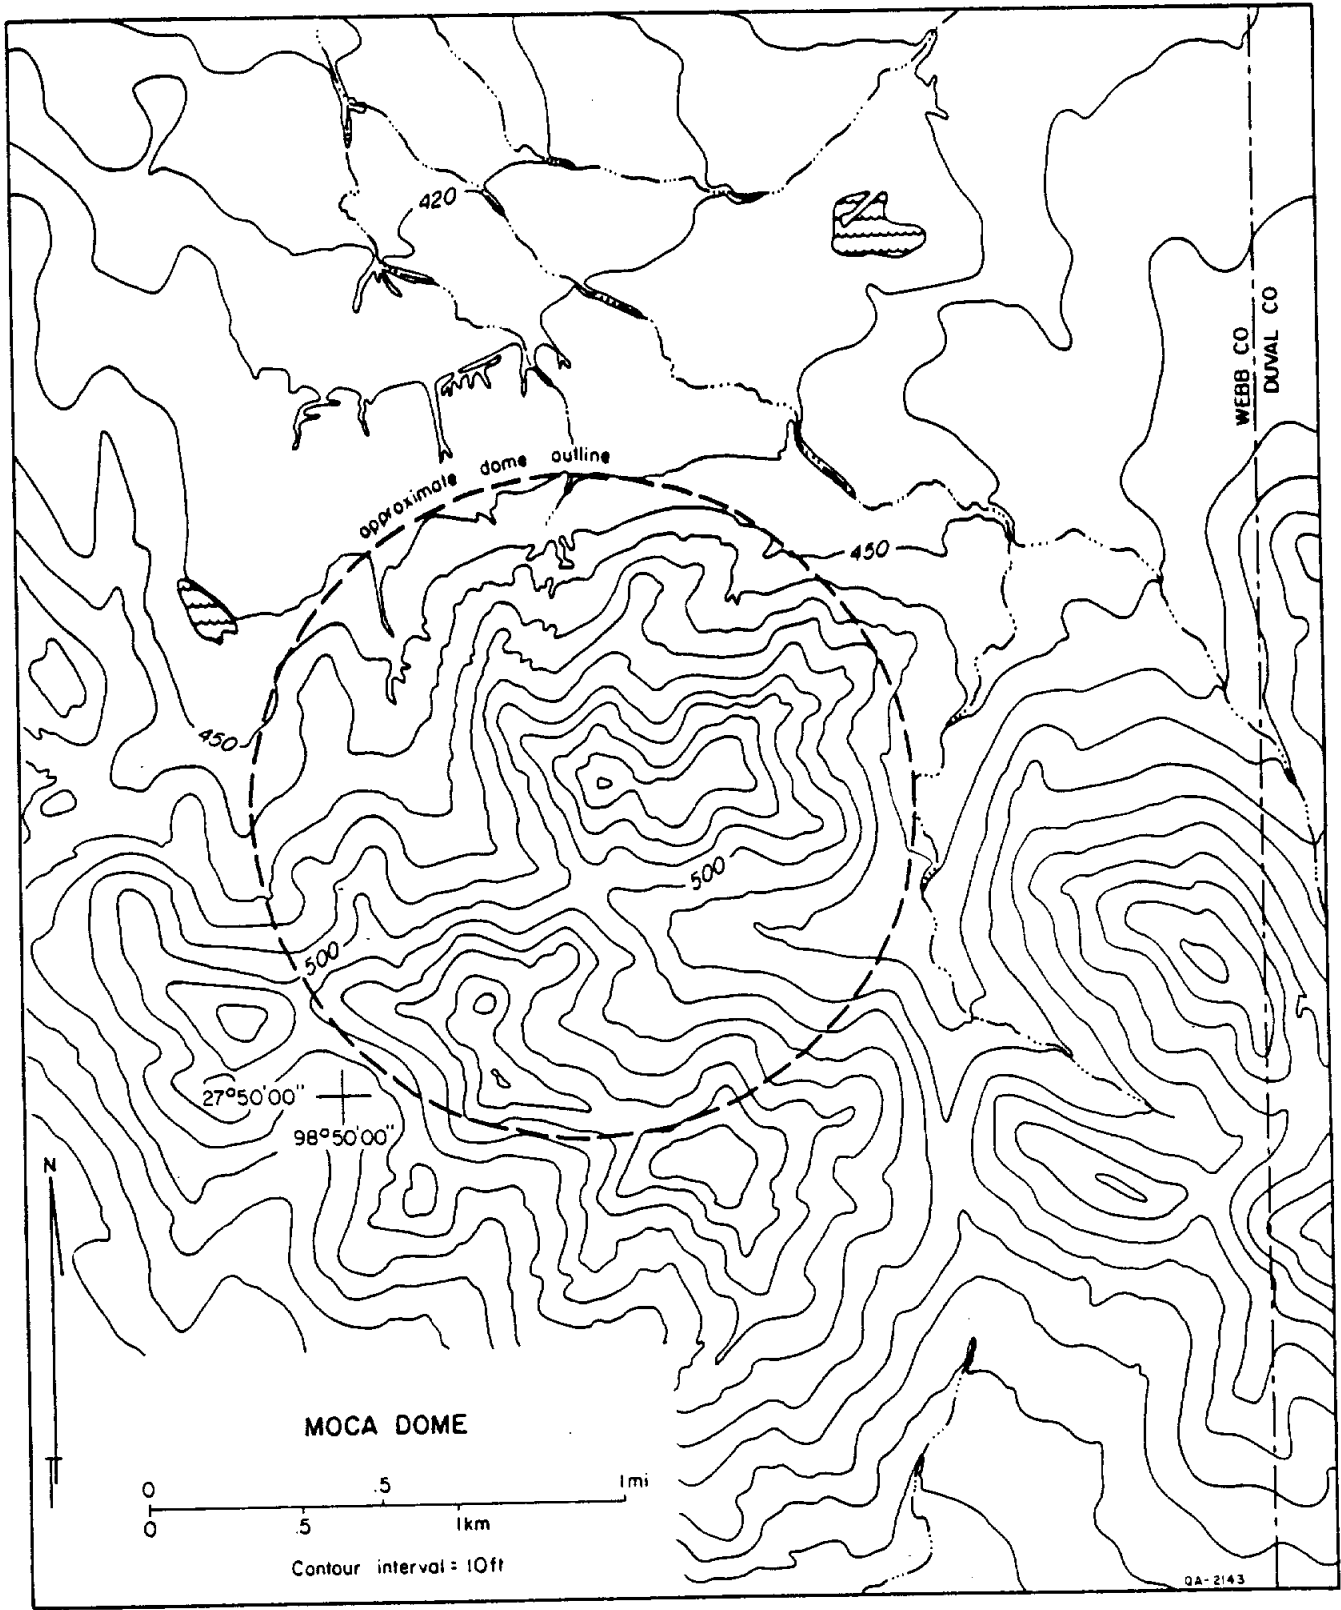 420
WEBB CO
DUVAL CO
approximate dome outline
450
450
500
500
27°50'00"
98°50'00"
N
MOCA DOME
0 .5 1mi
0 .5 1km
Contour interval = 10ft
QA-2143